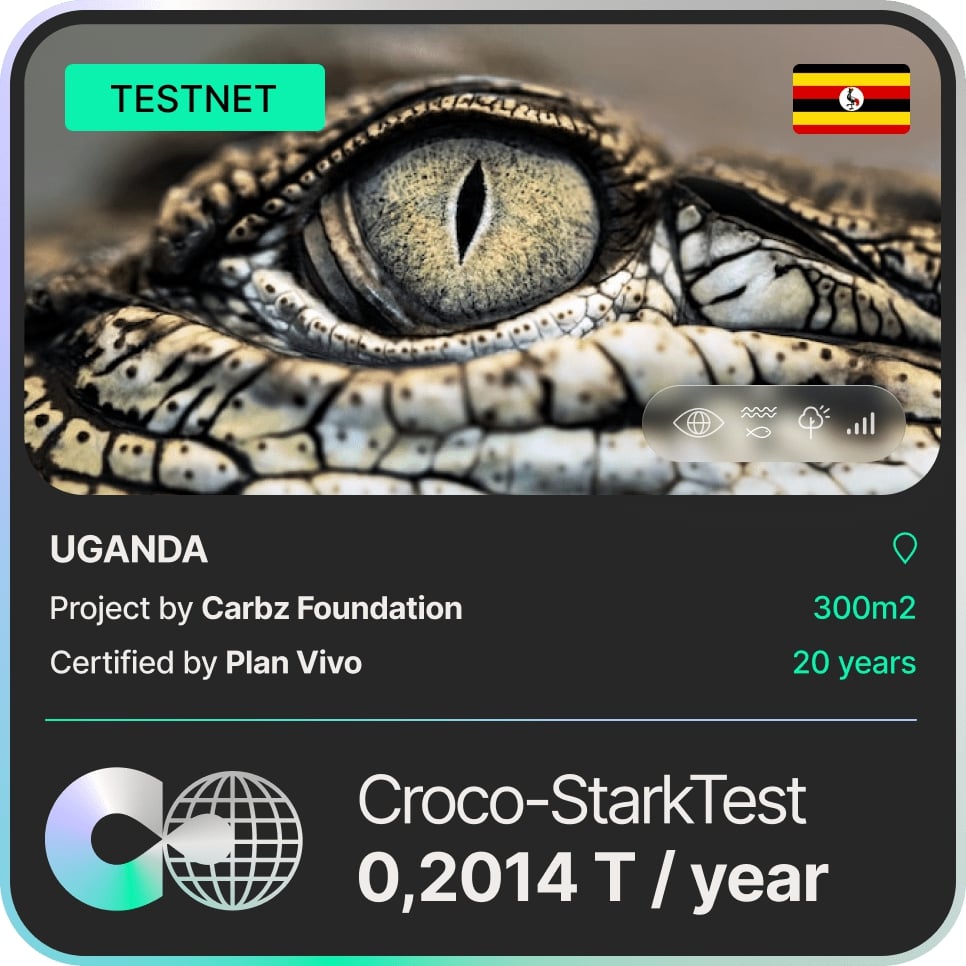 TESTNET
UGANDA
Project by Carbz Foundation
300m2
Certified by Plan Vivo
20 years
Croco-StarkTest
0,2014 T / year